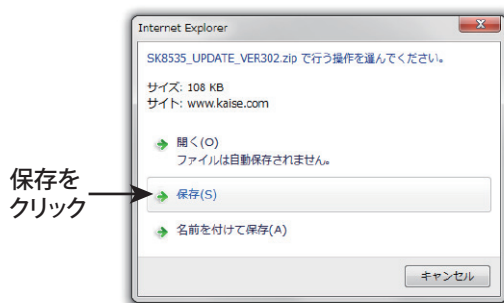 Internet Explorer
SK8535_UPDATE_VER302.zip で行う操作を選んでください。
サイズ: 108 KB
サイト: www.kaise.com
開く(O)
ファイルは自動保存されません。
保存を
クリック
保存(S)
名前を付けて保存(A)
キャンセル